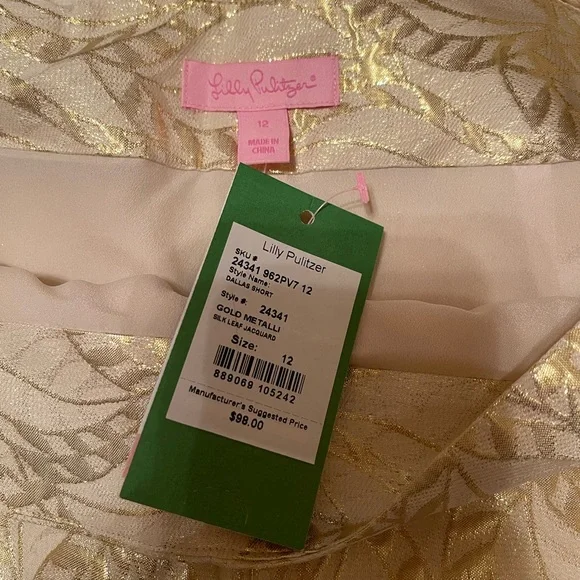 Lilly Pulitzer®
12
MADE IN
CHINA
Lilly Pulitzer
SKU #
24341 962PV7 12
Style Name:
DALLAS SHORT
Style #: 24341
GOLD METALLI
SILK LEAF JACQUARD
Size: 12
889069 105242
Manufacturer's Suggested Price
$98.00